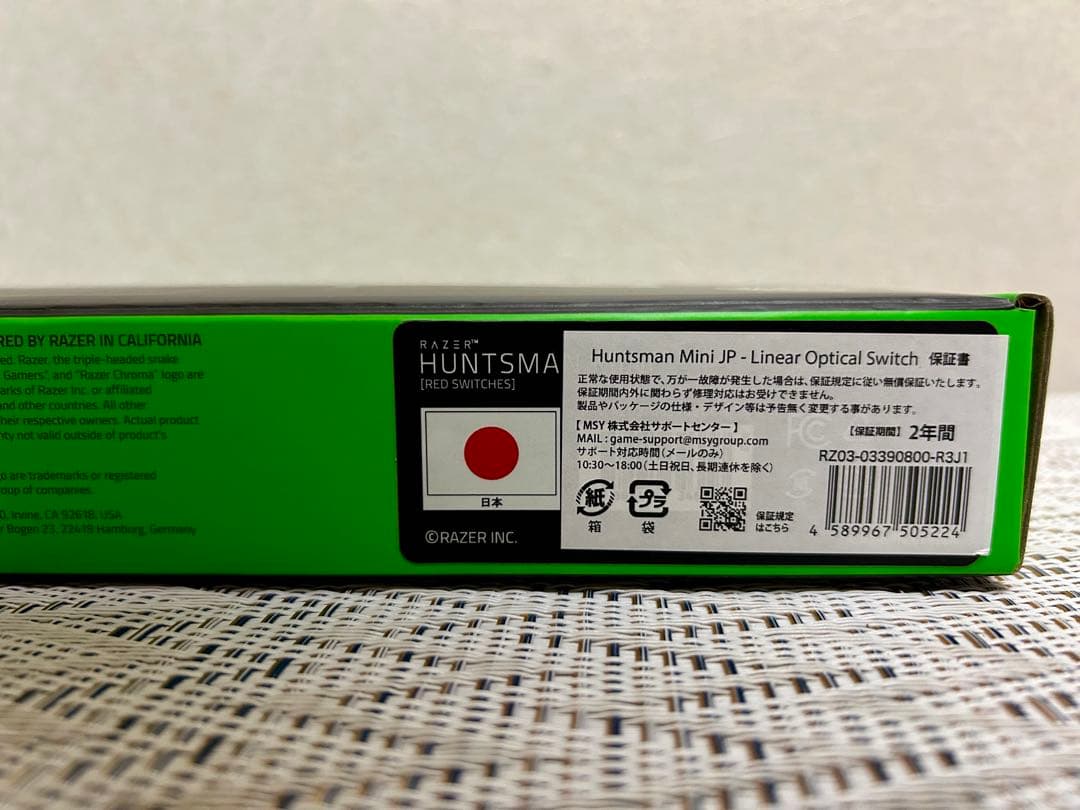 RED BY RAZER IN CALIFORNIA
ed. Razer, the triple-headed snake
Gamers", and "Razer Chroma" logo are
arks of Razer Inc. or affiliated
and other countries. All other
heir respective owners. Actual product
nty not valid outside of product's
go are trademarks or registered
oup of companies.
0, Irvine, CA 92618, USA
r Bogen 23, 22419 Hamburg, Germany
RAZER™
HUNTSMA
[RED SWITCHES]
日本
©RAZER INC.
Huntsman Mini JP - Linear Optical Switch 保証書
正常な使用状態で、万が一故障が発生した場合は、保証規定に従い無償保証いたします。
保証期間内外に関わらず修理対応はお受けできません。
製品やパッケージの仕様・デザイン等は予告無く変更する事があります。
【 MSY 株式会社サポートセンター 】
MAIL : game-support@msygroup.com
サポート対応時間（メールのみ）
10:30〜18:00（土日祝日、長期連休を除く）
【保証期間】 2年間
RZ03-03390800-R3J1
紙
箱
プラ
袋
保証規定
はこちら
4 589967 505224